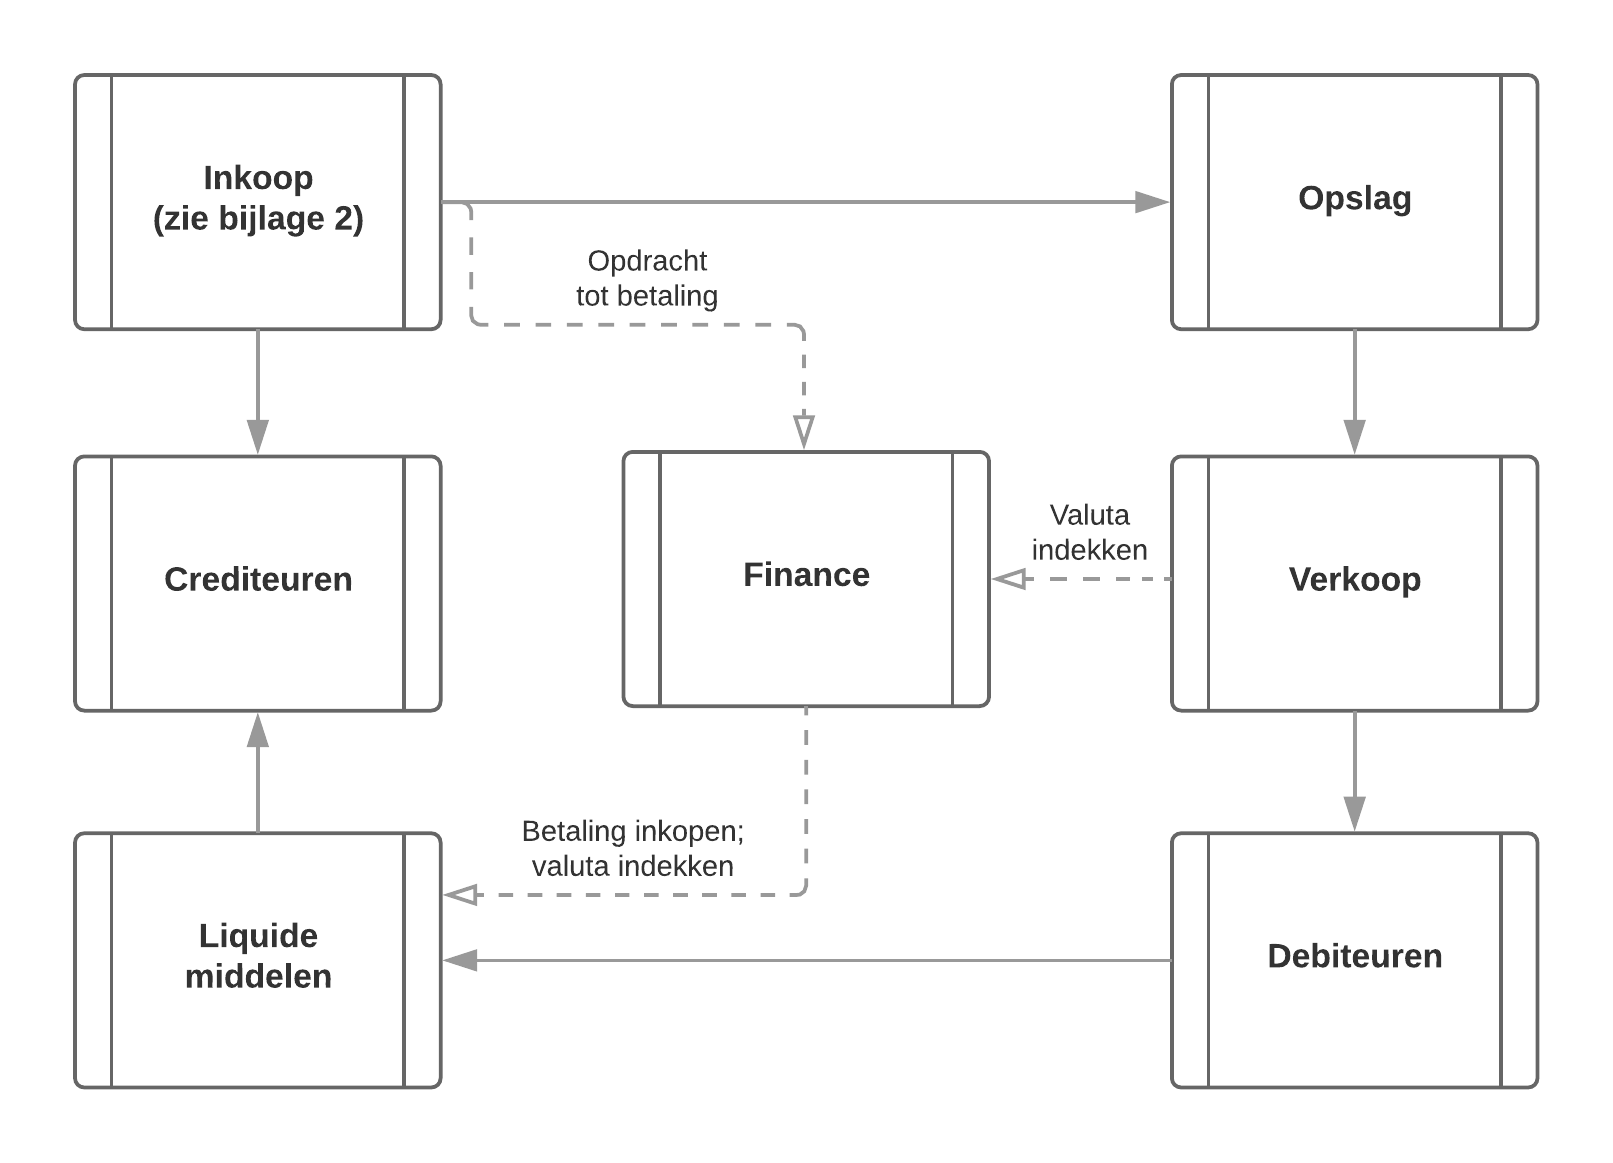 Inkoop
(zie bijlage 2)
Opslag
Opdracht
tot betaling
Crediteuren
Finance
Valuta
indekken
Verkoop
Betaling inkopen;
valuta indekken
Liquide
middelen
Debiteuren